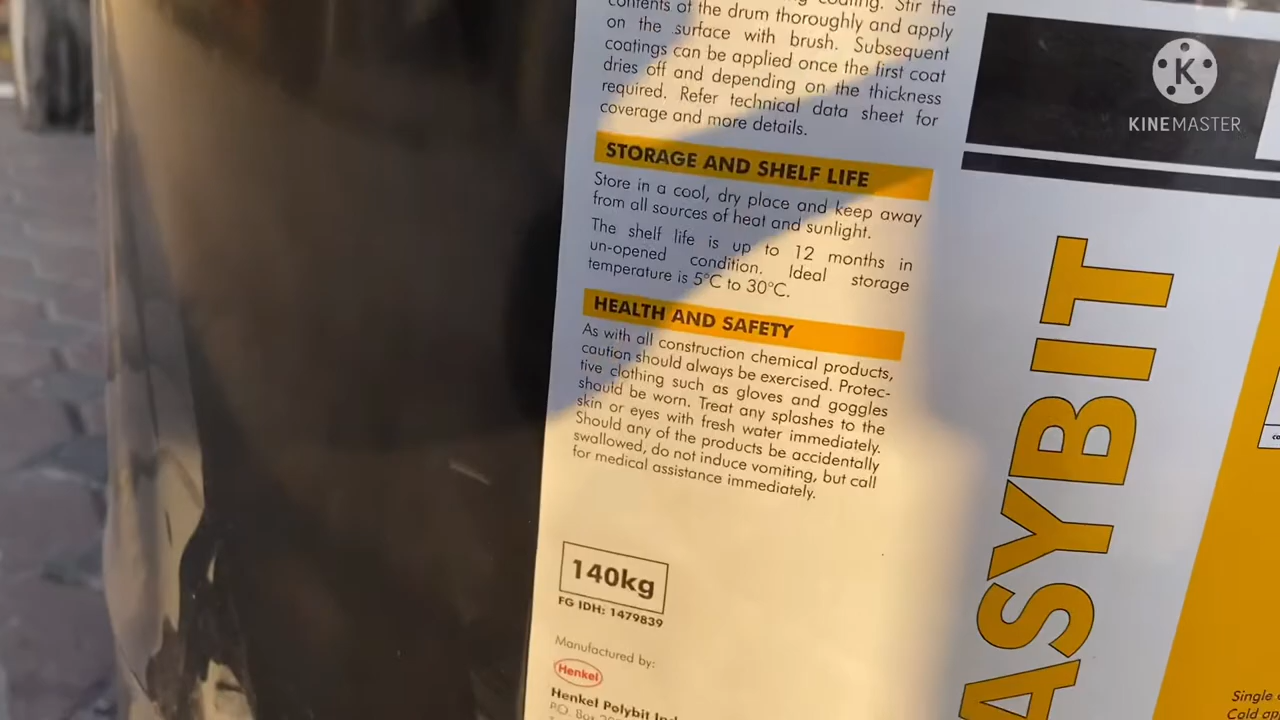 coating. Stir the
contents of the drum thoroughly and apply
on the surface with brush. Subsequent
coatings can be applied once the first coat
dries off and depending on the thickness
required. Refer technical data sheet for
coverage and more details.
STORAGE AND SHELF LIFE
Store in a cool, dry place and keep away
from all sources of heat and sunlight.
The shelf life is up to 12 months in
un-opened condition. Ideal storage
temperature is 5°C to 30°C.
HEALTH AND SAFETY
As with all construction chemical products,
caution should always be exercised. Protec-
tive clothing such as gloves and goggles
should be worn. Treat any splashes to the
skin or eyes with fresh water immediately.
Should any of the products be accidentally
swallowed, do not induce vomiting, but call
for medical assistance immediately.
140kg
FG IDH: 1479839
Manufactured by:
Henkel
Henkel Polybit
P.O. Box
ASYBIT
Single
Cold
K
KINEMASTER